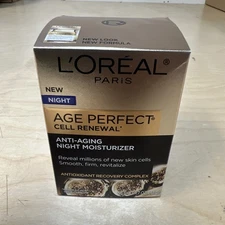 NEW LOOK
NEW FORMULA
L'ORÉAL
PARIS
NEW
NIGHT
AGE PERFECT®
CELL RENEWAL*
ANTI-AGING
NIGHT MOISTURIZER
Reveal millions of new skin cells
Smooth, firm, revitalize
ANTIOXIDANT RECOVERY COMPLEX